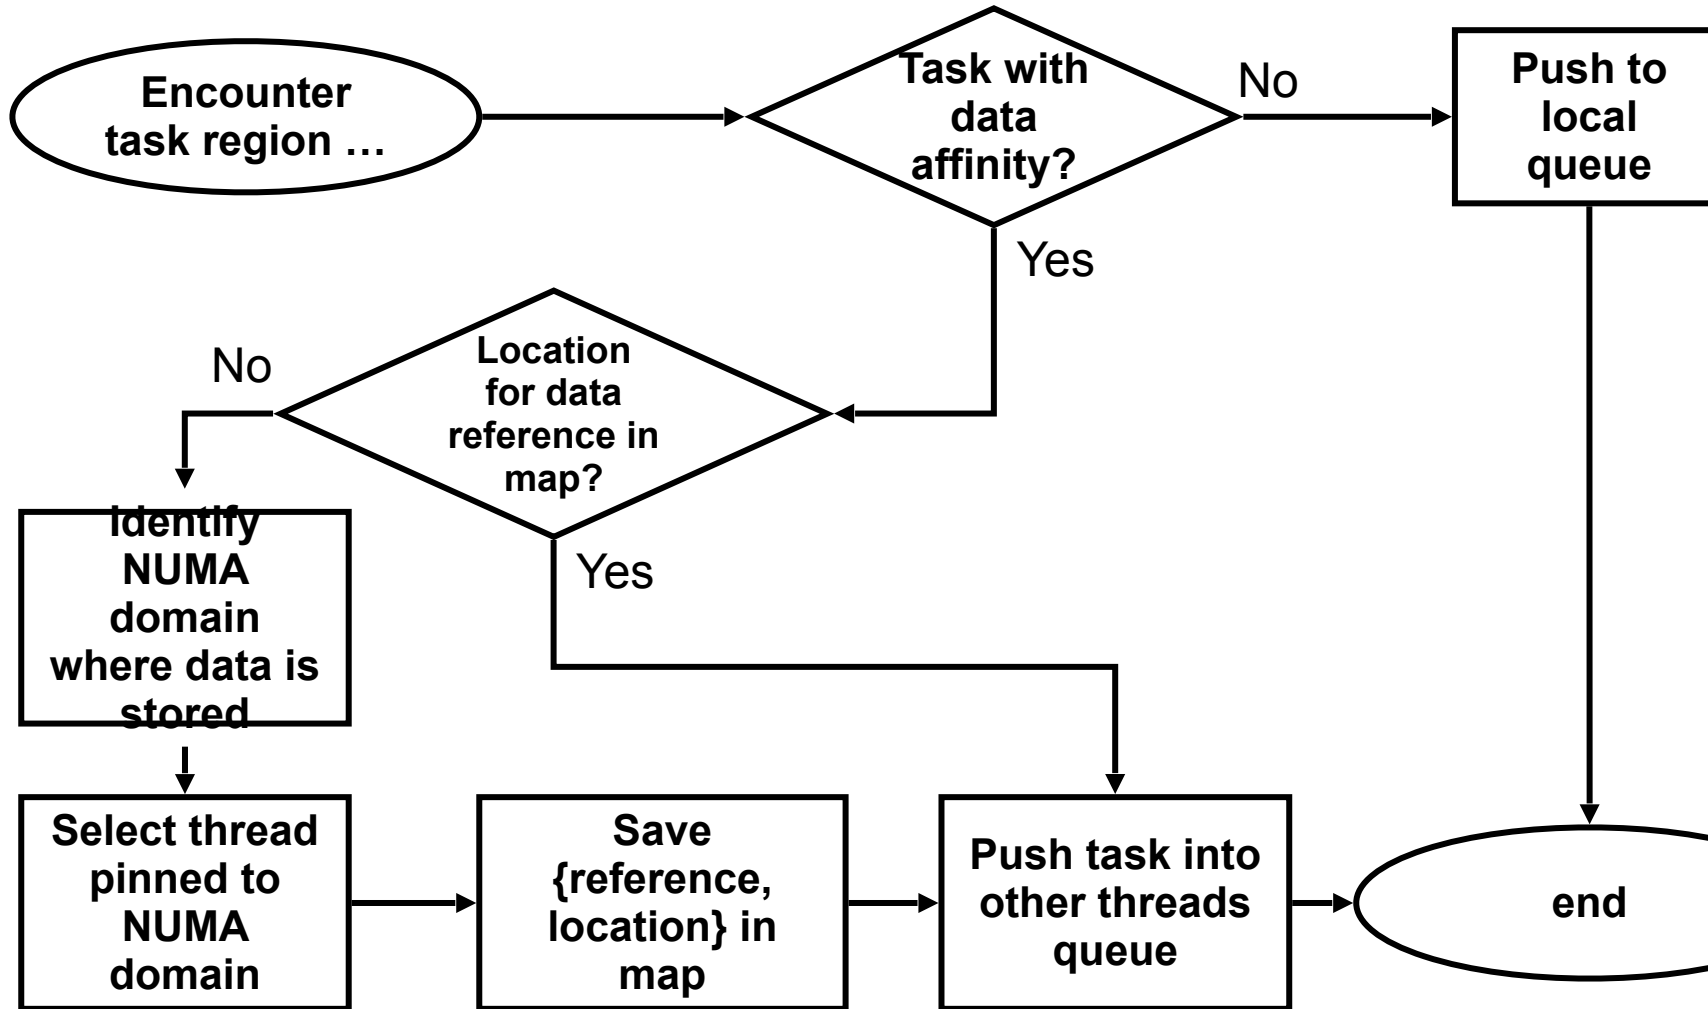 Encounter
task region …
Task with
data
affinity?
No
Push to
local
queue
Yes
Location
for data
reference in
map?
No
Yes
Identify
NUMA
domain
where data is
stored
Select thread
pinned to
NUMA
domain
Save
{reference,
location} in
map
Push task into
other threads
queue
end